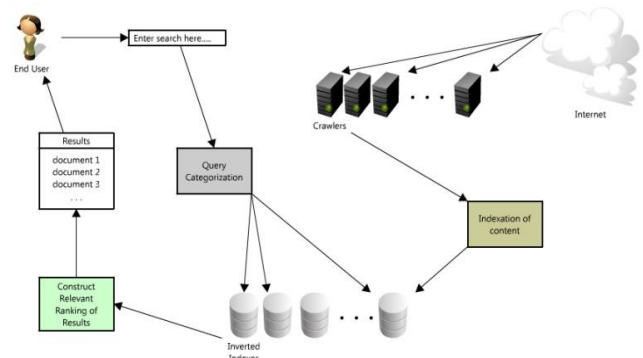 Enter search here.....
End User
Internet
Crawlers
Results
document 1
document 2
document 3
. . .
Query
Categorization
Indexation of
content
Construct
Relevant
Ranking of
Results
Inverted